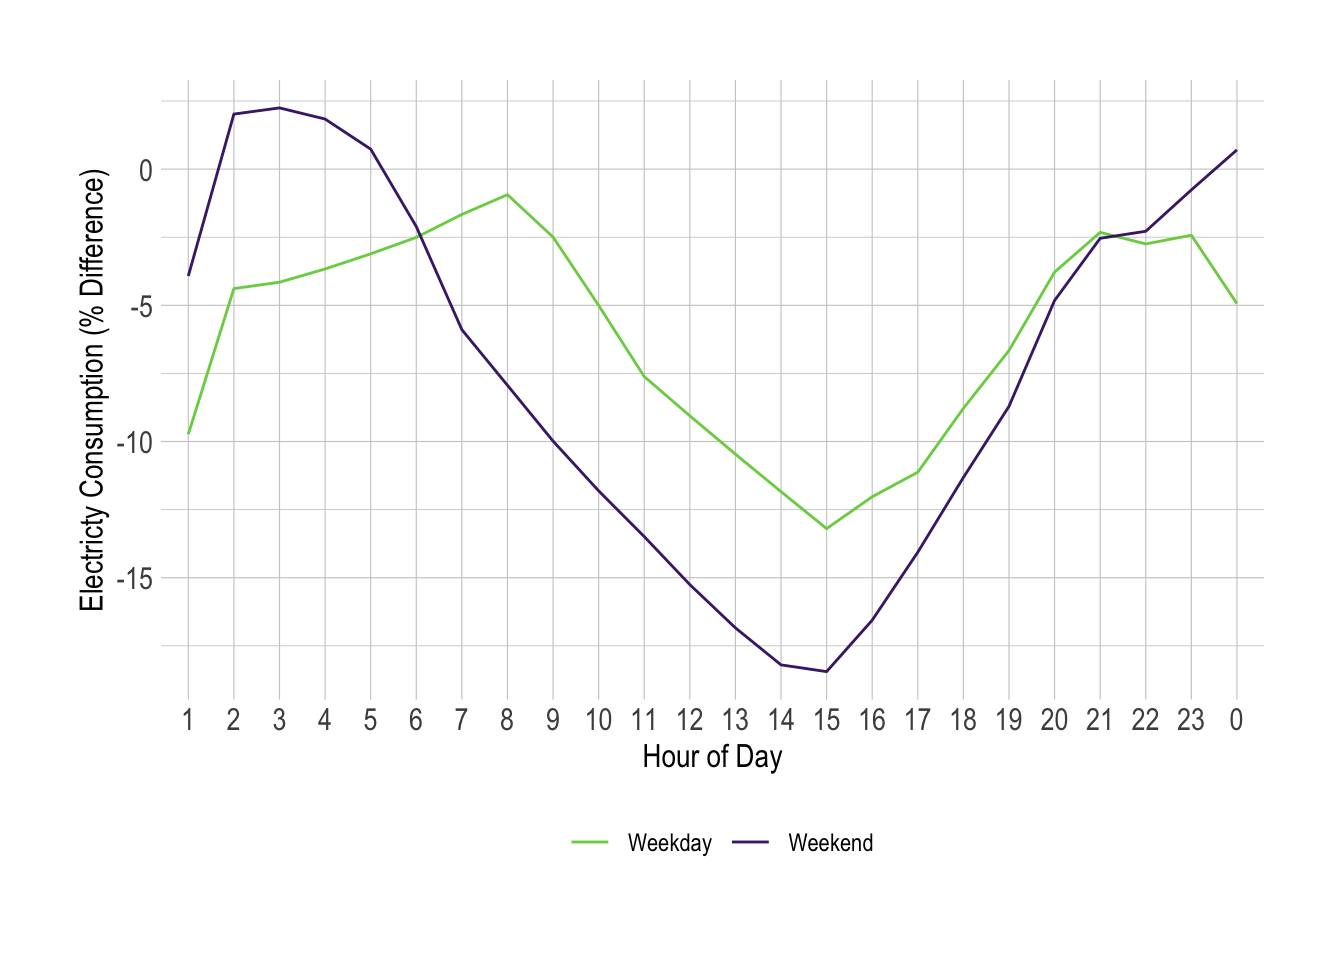 Electricty Consumption (% Difference)
0
-5
-10
-15
1 2 3 4 5 6 7 8 9 10 11 12 13 14 15 16 17 18 19 20 21 22 23 0
Hour of Day
Weekday Weekend